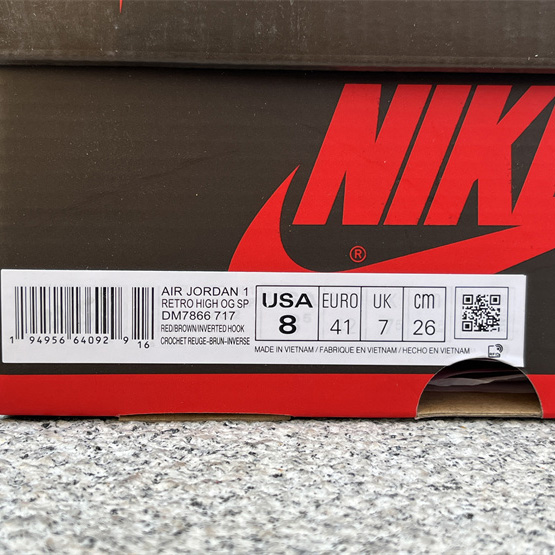 NIK
®
AIR JORDAN 1
RETRO HIGH OG SP
DM7866 717
RED/BROWN/INVERTED HOOK
CROCHET REUGE-BRUN-INVERSE
USA EURO UK cm
8 41 7 26
MADE IN VIETNAM / FABRIQUE EN VIETNAM / HECHO EN VIETNAM
1 94956 64092 9 16